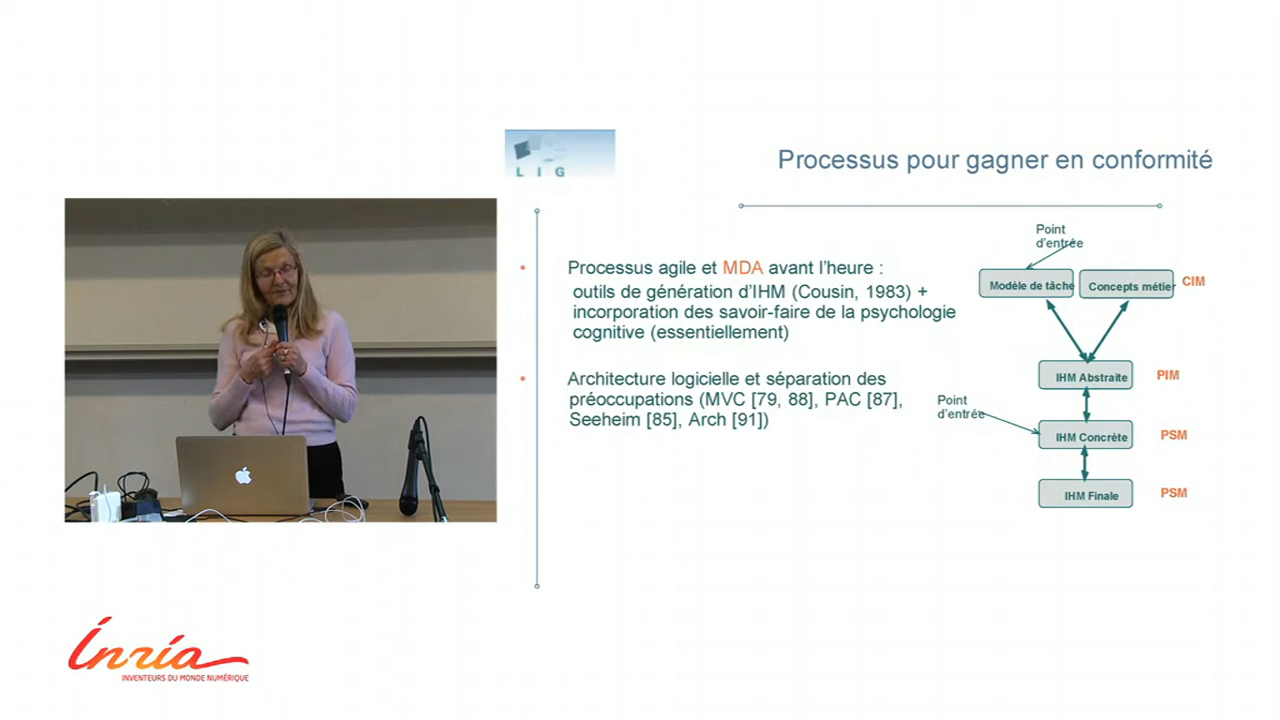 L I G
Processus pour gagner en conformité
• Processus agile et MDA avant l'heure :
outils de génération d'IHM (Cousin, 1983) +
incorporation des savoir-faire de la psychologie
cognitive (essentiellement)
• Architecture logicielle et séparation des
préoccupations (MVC [79, 88], PAC [87],
Seeheim [85], Arch [91])
Point
d'entrée
Modèle de tâche
Concepts métier
CIM
IHM Abstraite
PIM
Point
d'entrée
IHM Concrète
PSM
IHM Finale
PSM
Inría
INVENTEURS DU MONDE NUMÉRIQUE